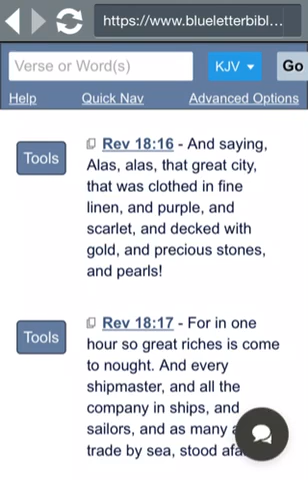 https://www.blueletterbibl...
Verse or Word(s)
KJV
Go
Help
Quick Nav
Advanced Options
Tools
Rev 18:16 - And saying,
Alas, alas, that great city,
that was clothed in fine
linen, and purple, and
scarlet, and decked with
gold, and precious stones,
and pearls!
Tools
Rev 18:17 - For in one
hour so great riches is come
to nought. And every
shipmaster, and all the
company in ships, and
sailors, and as many
trade by sea, stood